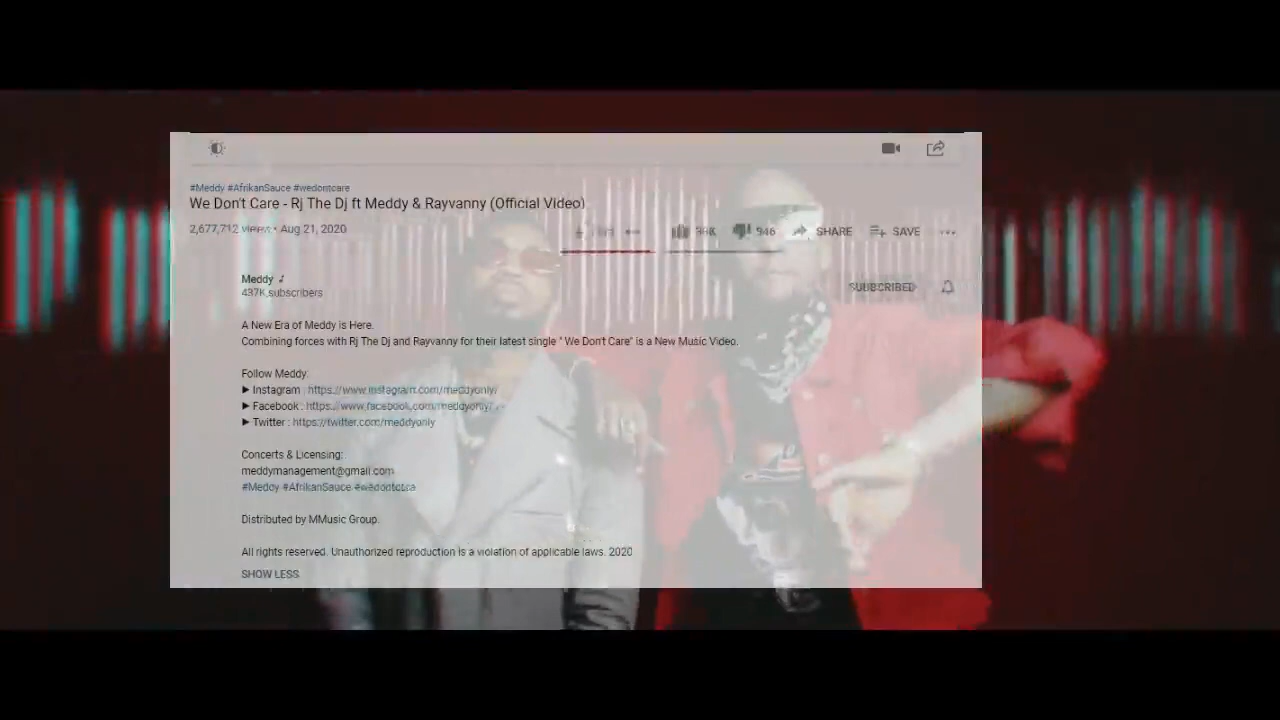 #Meddy #AfrikanSauce #wedontcare
We Don't Care - Rj The Dj ft Meddy & Rayvanny (Official Video)
2,677,712 views • Aug 21, 2020
946 SHARE SAVE
Meddy
437K subscribers
SUBSCRIBED
A New Era of Meddy is Here.
Combining forces with Rj The Dj and Rayvanny for their latest single " We Don't Care" is a New Music Video.
Follow Meddy:
► Instagram : https://www.instagram.com/meddyonly/
► Facebook : https://www.facebook.com/meddyonly/
► Twitter : https://twitter.com/meddyonly
Concerts & Licensing:
meddymanagement@gmail.com
#Meddy #AfrikanSauce
Distributed by MMusic Group.
All rights reserved. Unauthorized reproduction is a violation of applicable laws. 2020
SHOW LESS